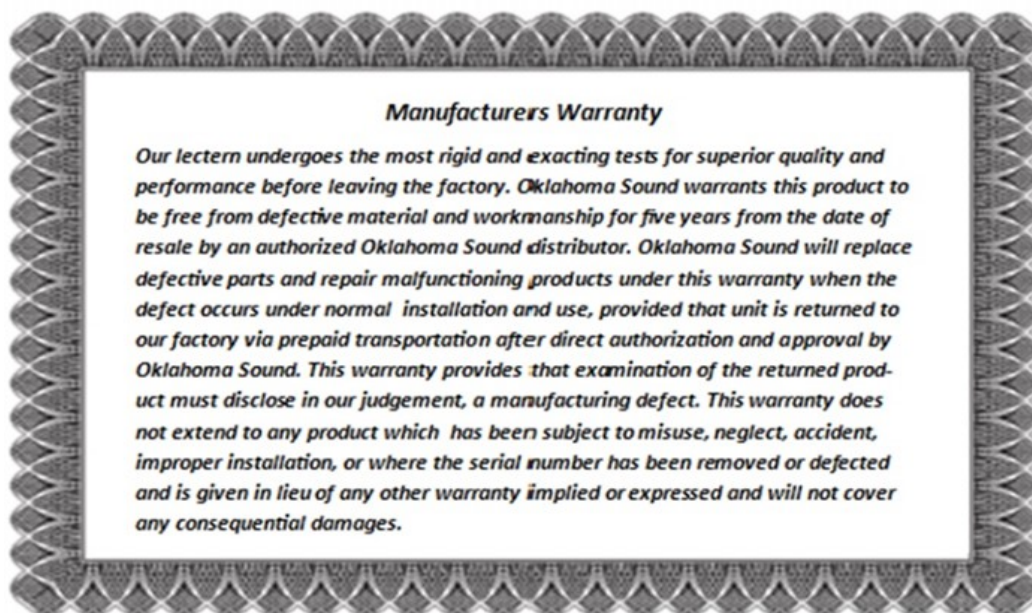 Manufacturers Warranty
Our lectern undergoes the most rigid and exacting tests for superior quality and
performance before leaving the factory. Oklahoma Sound warrants this product to
be free from defective material and workmanship for five years from the date of
resale by an authorized Oklahoma Sound distributor. Oklahoma Sound will replace
defective parts and repair malfunctioning products under this warranty when the
defect occurs under normal installation and use, provided that unit is returned to
our factory via prepaid transportation after direct authorization and approval by
Oklahoma Sound. This warranty provides that examination of the returned prod-
uct must disclose in our judgement, a manufacturing defect. This warranty does
not extend to any product which has been subject to misuse, neglect, accident,
improper installation, or where the serial number has been removed or defected
and is given in lieu of any other warranty implied or expressed and will not cover
any consequential damages.